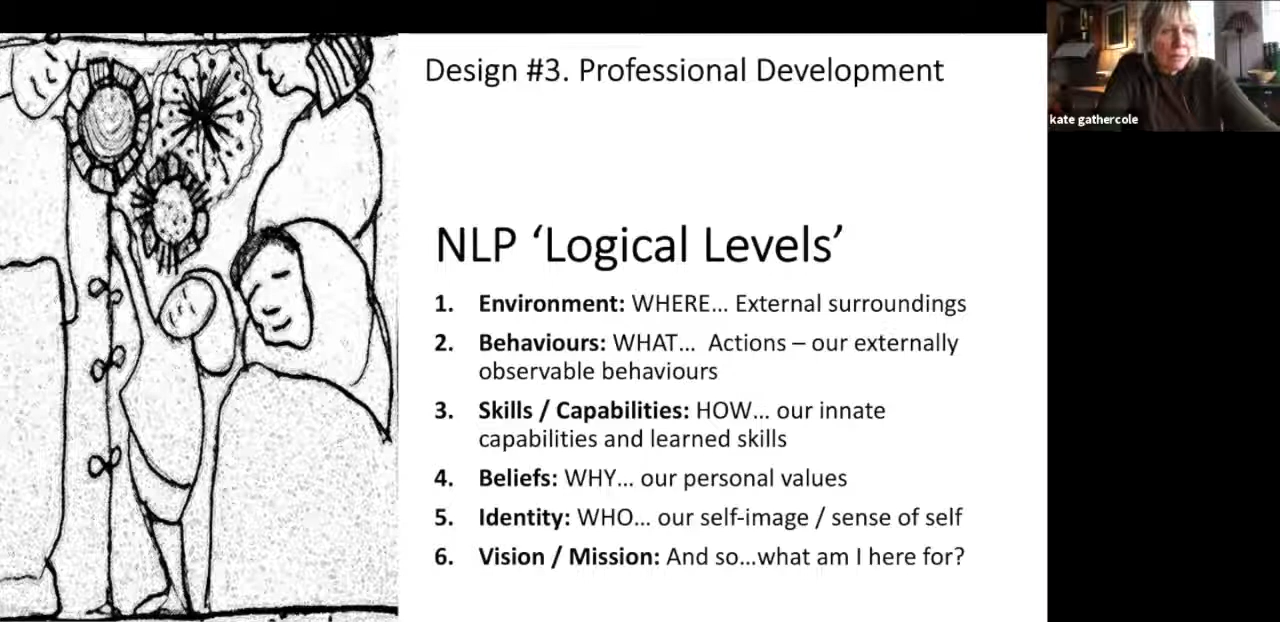 Design #3. Professional Development
kate gathercole
NLP ‘Logical Levels’
1. Environment: WHERE… External surroundings
2. Behaviours: WHAT… Actions – our externally
observable behaviours
3. Skills / Capabilities: HOW… our innate
capabilities and learned skills
4. Beliefs: WHY… our personal values
5. Identity: WHO… our self-image / sense of self
6. Vision / Mission: And so…what am I here for?